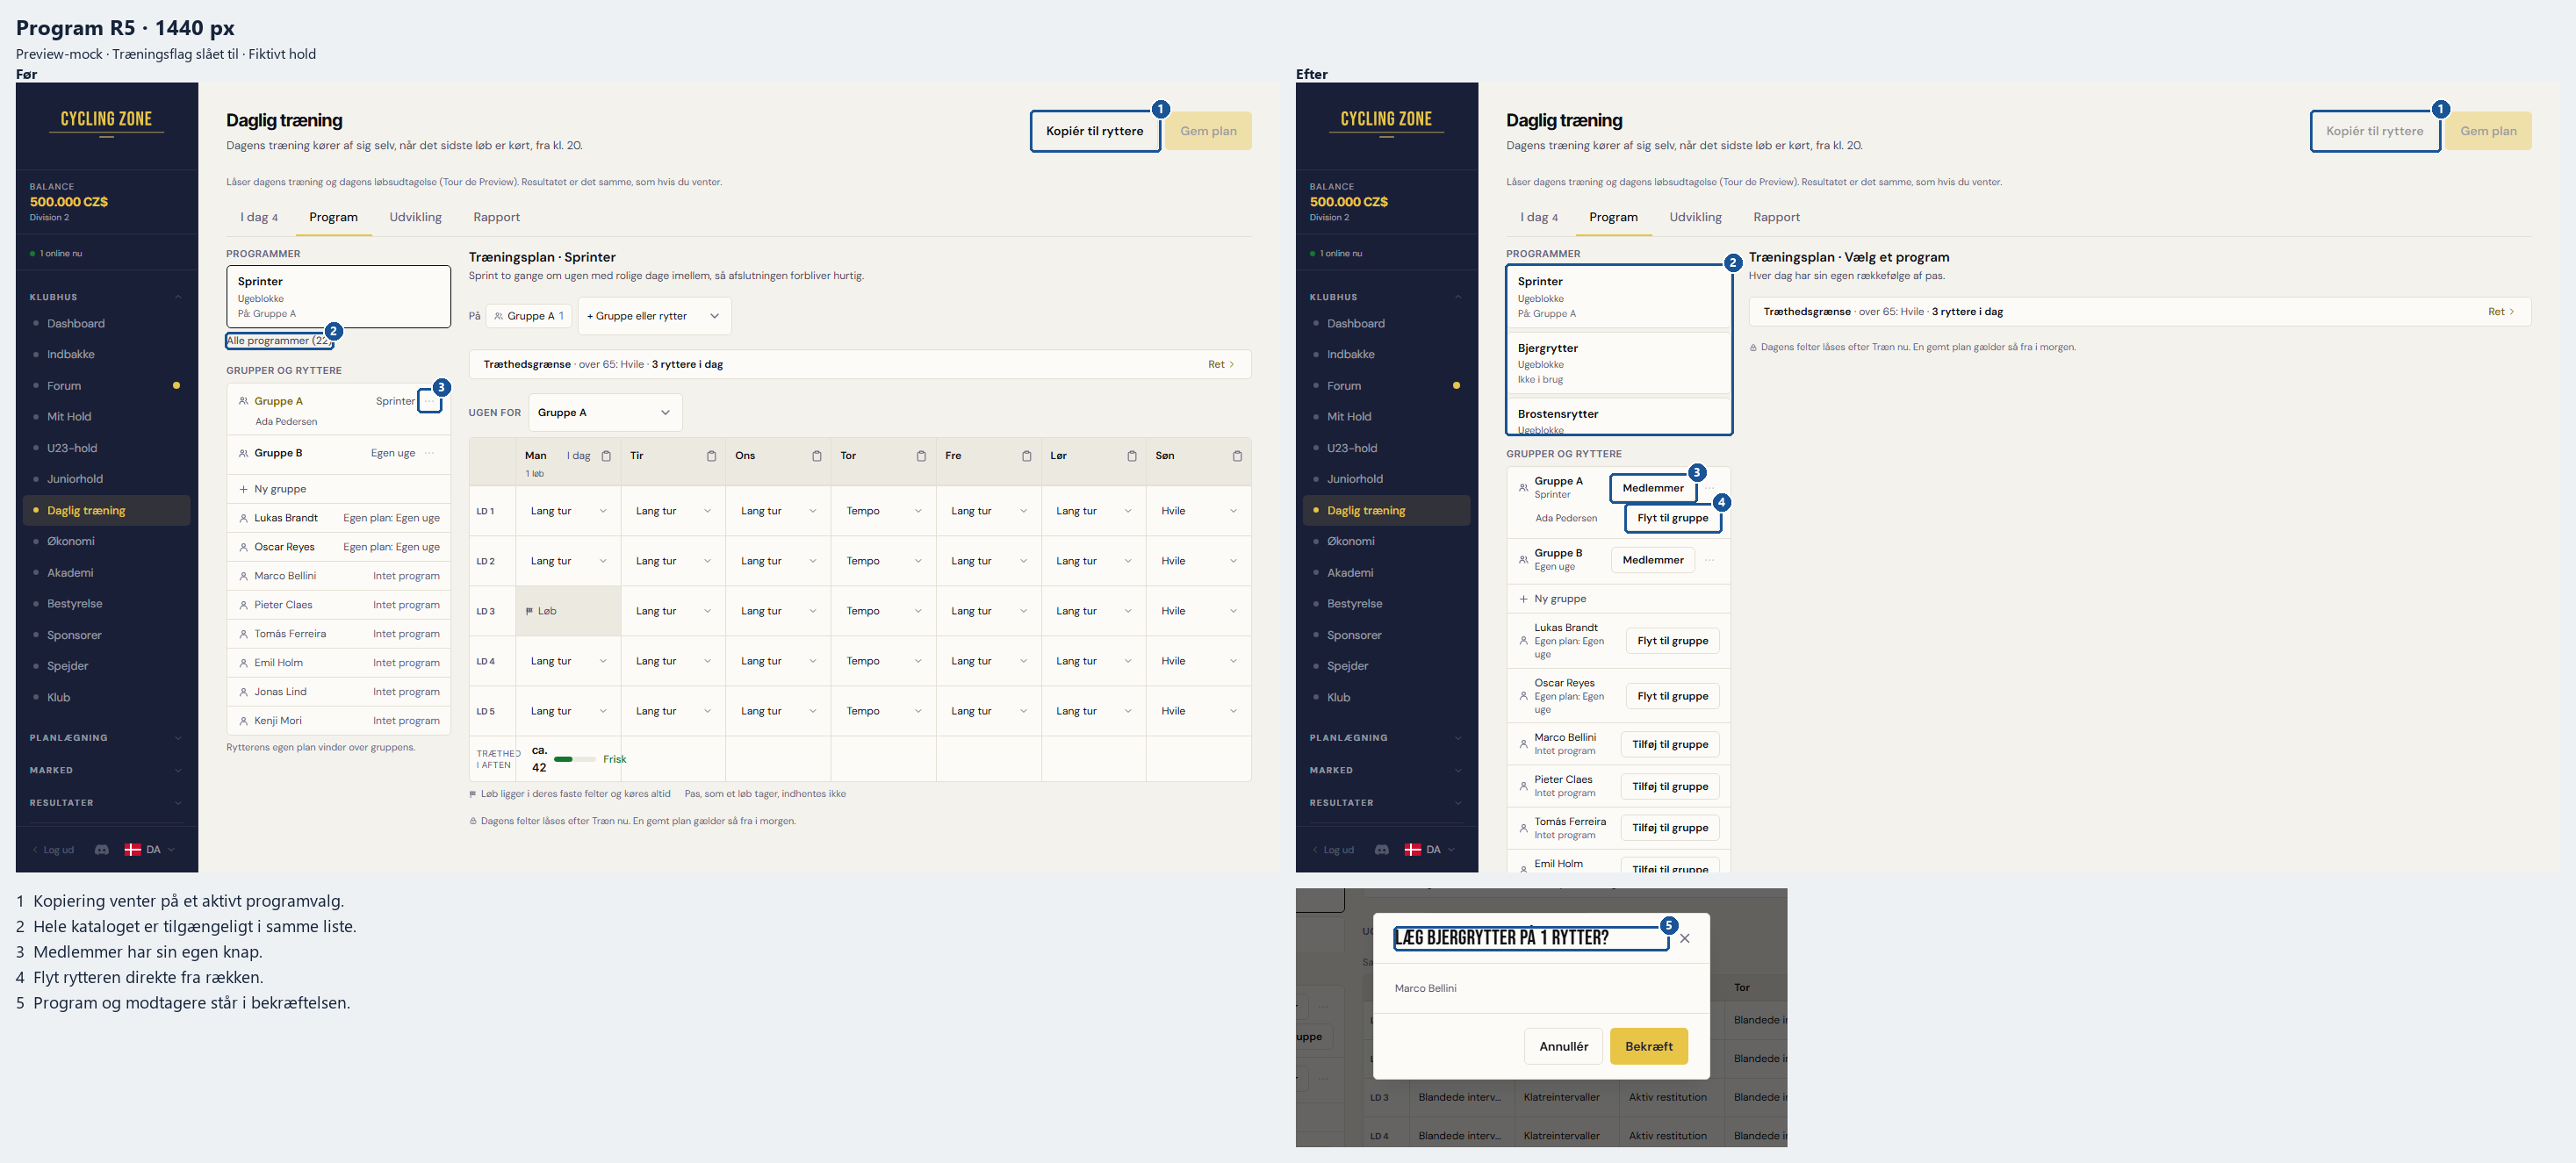 Program R5 · 1440 px
Preview-mock · Træningsflag slået til · Fiktivt hold
Før
CYCLING ZONE
BALANCE
500.000 CZ$
Division 2
1 online nu
KLUBHUS
Dashboard
Indbakke
Forum
Mit Hold
U23-hold
Juniorhold
Daglig træning
Økonomi
Akademi
Bestyrelse
Sponsorer
Spejder
Klub
PLANLÆGNING
MARKED
RESULTATER
Log ud DA
Daglig træning
Dagens træning kører af sig selv, når det sidste løb er kørt, fra kl. 20.
Kopiér til ryttere 1 Gem plan
Låser dagens træning og dagens løbsudtagelse (Tour de Preview). Resultatet er det samme, som hvis du venter.
I dag 4 Program Udvikling Rapport
PROGRAMMER
Sprinter
Ugeblokke
På: Gruppe A
Alle programmer (22) 2
GRUPPER OG RYTTERE
Gruppe A Sprinter ... 3
Ada Pedersen
Gruppe B Egen uge ...
+ Ny gruppe
Lukas Brandt Egen plan: Egen uge
Oscar Reyes Egen plan: Egen uge
Marco Bellini Intet program
Pieter Claes Intet program
Tomás Ferreira Intet program
Emil Holm Intet program
Jonas Lind Intet program
Kenji Mori Intet program
Rytterens egen plan vinder over gruppens.
Træningsplan · Sprinter
Sprint to gange om ugen med rolige dage imellem, så afslutningen forbliver hurtig.
På Gruppe A 1 + Gruppe eller rytter
Træthedsgrænse · over 65: Hvile · 3 ryttere i dag Ret
UGEN FOR Gruppe A
Man I dag Tir Ons Tor Fre Lør Søn
1 løb
LD 1 Lang tur Lang tur Lang tur Tempo Lang tur Lang tur Hvile
LD 2 Lang tur Lang tur Lang tur Tempo Lang tur Lang tur Hvile
LD 3 Løb Lang tur Lang tur Tempo Lang tur Lang tur Hvile
LD 4 Lang tur Lang tur Lang tur Tempo Lang tur Lang tur Hvile
LD 5 Lang tur Lang tur Lang tur Tempo Lang tur Lang tur Hvile
TRÆTHED I AFTEN ca. 42 Frisk
Løb ligger i deres faste felter og køres altid Pas, som et løb tager, indhentes ikke
Dagens felter låses efter Træn nu. En gemt plan gælder så fra i morgen.
Efter
CYCLING ZONE
BALANCE
500.000 CZ$
Division 2
1 online nu
KLUBHUS
Dashboard
Indbakke
Forum
Mit Hold
U23-hold
Juniorhold
Daglig træning
Økonomi
Akademi
Bestyrelse
Sponsorer
Spejder
Klub
PLANLÆGNING
MARKED
RESULTATER
Log ud DA
Daglig træning
Dagens træning kører af sig selv, når det sidste løb er kørt, fra kl. 20.
Kopiér til ryttere 1 Gem plan
Låser dagens træning og dagens løbsudtagelse (Tour de Preview). Resultatet er det samme, som hvis du venter.
I dag 4 Program Udvikling Rapport
PROGRAMMER
2
Sprinter
Ugeblokke
På: Gruppe A
Bjergrytter
Ugeblokke
Ikke i brug
Brostensrytter
Ugeblokke
GRUPPER OG RYTTERE
Gruppe A Medlemmer 3 ...
Sprinter
Ada Pedersen Flyt til gruppe 4
Gruppe B Medlemmer ...
Egen uge
+ Ny gruppe
Lukas Brandt
Egen plan: Egen uge
Flyt til gruppe
Oscar Reyes
Egen plan: Egen uge
Flyt til gruppe
Marco Bellini
Intet program
Tilføj til gruppe
Pieter Claes
Intet program
Tilføj til gruppe
Tomás Ferreira
Intet program
Tilføj til gruppe
Emil Holm
Tilføj til gruppe
Træningsplan · Vælg et program
Hver dag har sin egen rækkefølge af pas.
Træthedsgrænse · over 65: Hvile · 3 ryttere i dag Ret
Dagens felter låses efter Træn nu. En gemt plan gælder så fra i morgen.
1 Kopiering venter på et aktivt programvalg.
2 Hele kataloget er tilgængeligt i samme liste.
3 Medlemmer har sin egen knap.
4 Flyt rytteren direkte fra rækken.
5 Program og modtagere står i bekræftelsen.
LÆG BJERGRYTTER PÅ 1 RYTTER? 5
Marco Bellini
Annullér Bekræft
Tor
uppe
Blandede i
Blandede i
LD 3 Blandede interv... Klatreintervaller Aktiv restitution Blandede i
LD 4 Blandede interv... Klatreintervaller Aktiv restitution Blandede i